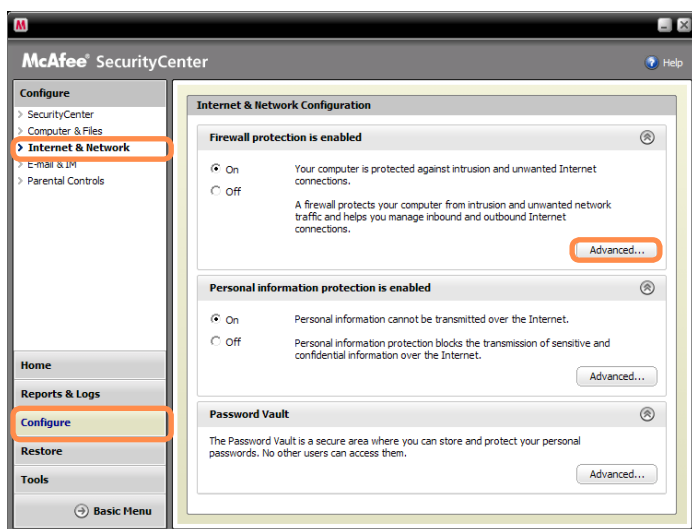 McAfee® SecurityCenter
Help
Configure
> SecurityCenter
> Computer & Files
> Internet & Network
> E-mail & IM
> Parental Controls
Home
Reports & Logs
Configure
Restore
Tools
Basic Menu
Internet & Network Configuration
Firewall protection is enabled
On
Off
Your computer is protected against intrusion and unwanted Internet
connections.
A firewall protects your computer from intrusion and unwanted network
traffic and helps you manage inbound and outbound Internet
connections.
Advanced...
Personal information protection is enabled
On
Off
Personal information cannot be transmitted over the Internet.
Personal information protection blocks the transmission of sensitive and
confidential information over the Internet.
Advanced...
Password Vault
The Password Vault is a secure area where you can store and protect your personal
passwords. No other users can access them.
Advanced...